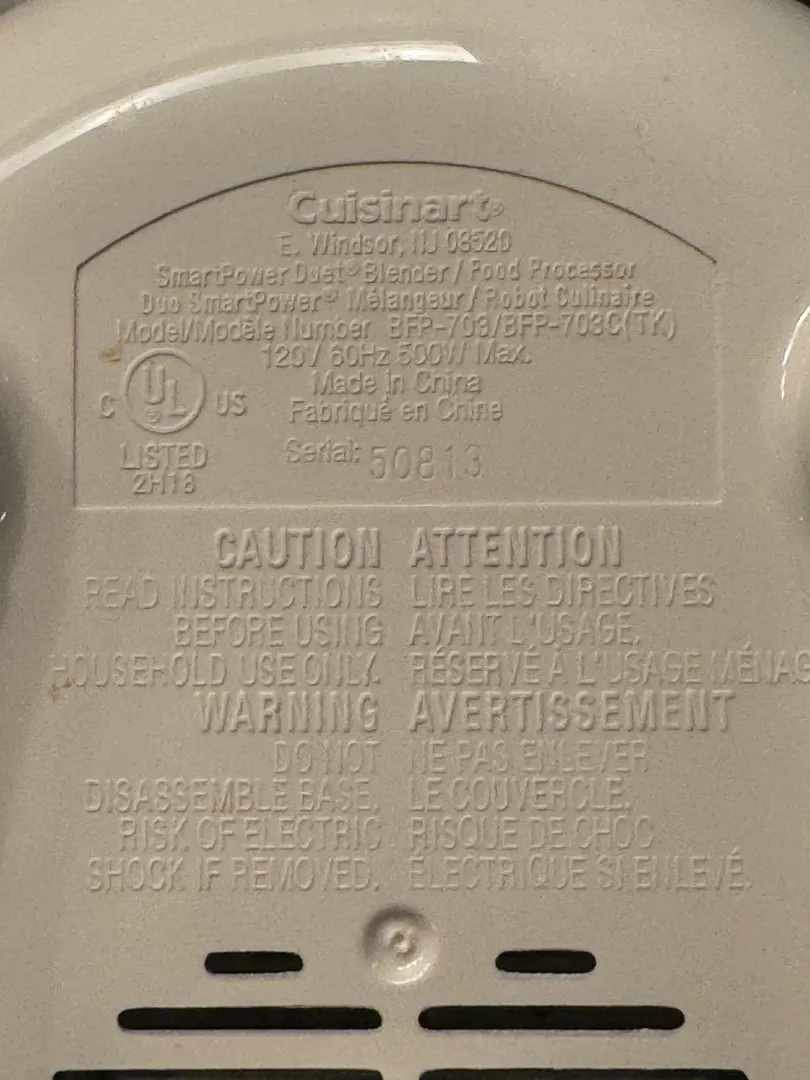 Cuisinart®
E. Windsor, NJ 08520
SmartPower Duet® Blender / Food Processor
Duo SmartPower® Mélangeur / Robot Culinaire
Model/Modèle Number BFP-703/BFP-703C(TK)
120V 60Hz 500W Max.
Made in China
Fabriqué en Chine
C UL® US
LISTED
2H18
Serial: 50813
CAUTION
READ INSTRUCTIONS
BEFORE USING
HOUSEHOLD USE ONLY.
WARNING
DO NOT
DISASSEMBLE BASE.
RISK OF ELECTRIC
SHOCK IF REMOVED.
ATTENTION
LIRE LES DIRECTIVES
AVANT L'USAGE.
RÉSERVÉ À L'USAGE MÉNAG
AVERTISSEMENT
NE PAS ENLEVER
LE COUVERCLE.
RISQUE DE CHOC
ÉLECTRIQUE SI ENLEVÉ.